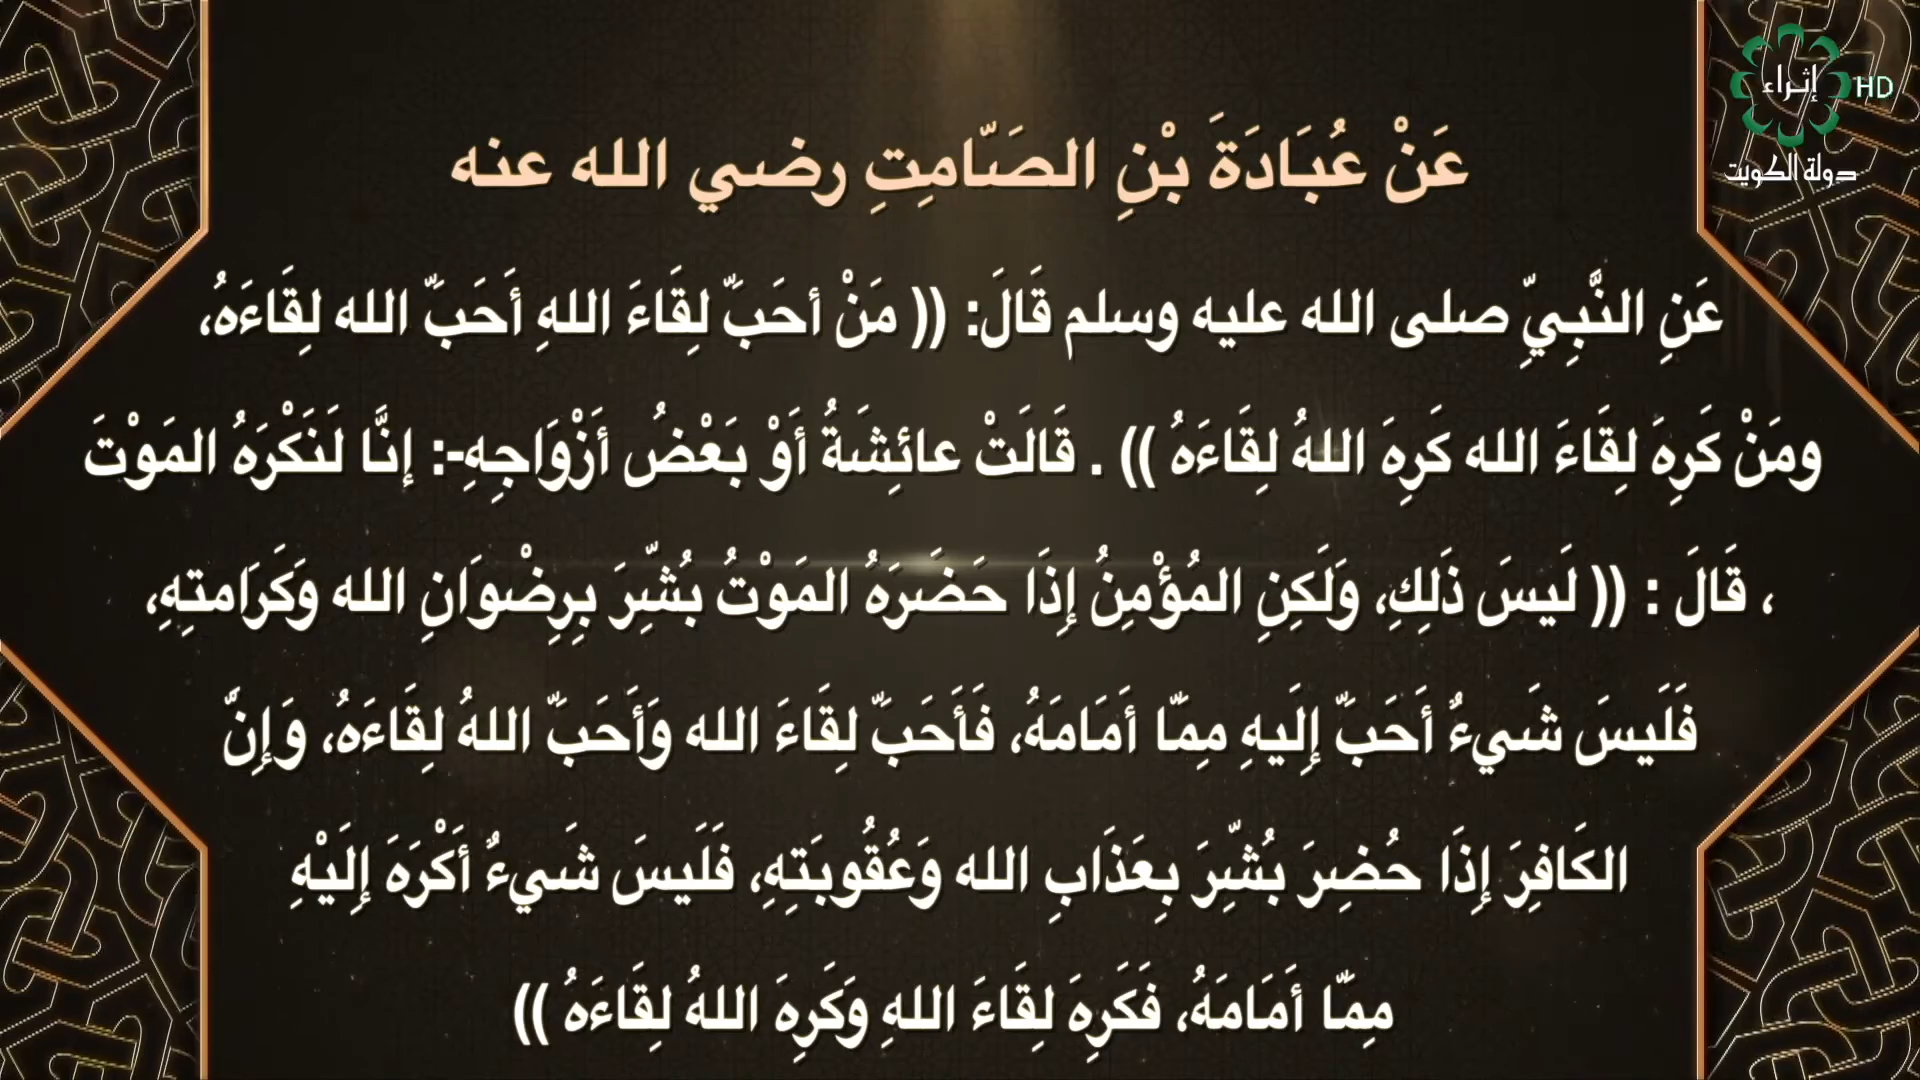 إثراء HD
دولة الكويت
عَنْ عُبَادَةَ بْنِ الصَّامِتِ رضي الله عنه
عَنِ النَّبِيِّ صلى الله عليه وسلم قَالَ: (( مَنْ أحَبَّ لِقَاءَ اللهِ أَحَبَّ الله لِقَاءَهُ،
ومَنْ كَرِهَ لِقَاءَ الله كَرِهَ اللهُ لِقَاءَهُ )) . قَالَتْ عائِشَةُ أَوْ بَعْضُ أزْوَاجِهِ-: إنَّا لَنَكْرَهُ المَوْتَ
، قَالَ : (( لَيسَ ذَلِكِ، وَلَكِنِ المُؤْمِنُ إِذَا حَضَرَهُ المَوْتُ بُشِّرَ بِرِضْوَانِ الله وَكَرَامتِهِ،
فَلَيسَ شَيءٌ أَحَبَّ إِلَيهِ مِمَّا أمَامَهُ، فَأَحَبَّ لِقَاءَ الله وَأَحَبَّ اللهُ لِقَاءَهُ، وَإِنَّ
الكَافِرَ إِذَا حُضِرَ بُشِّرَ بِعَذَابِ الله وَعُقُوبَتِهِ، فَلَيسَ شَيءٌ أَكْرَهَ إِلَيْهِ
مِمَّا أَمَامَهُ، فَكَرِهَ لِقَاءَ اللهِ وَكَرِهَ اللهُ لِقَاءَهُ ))